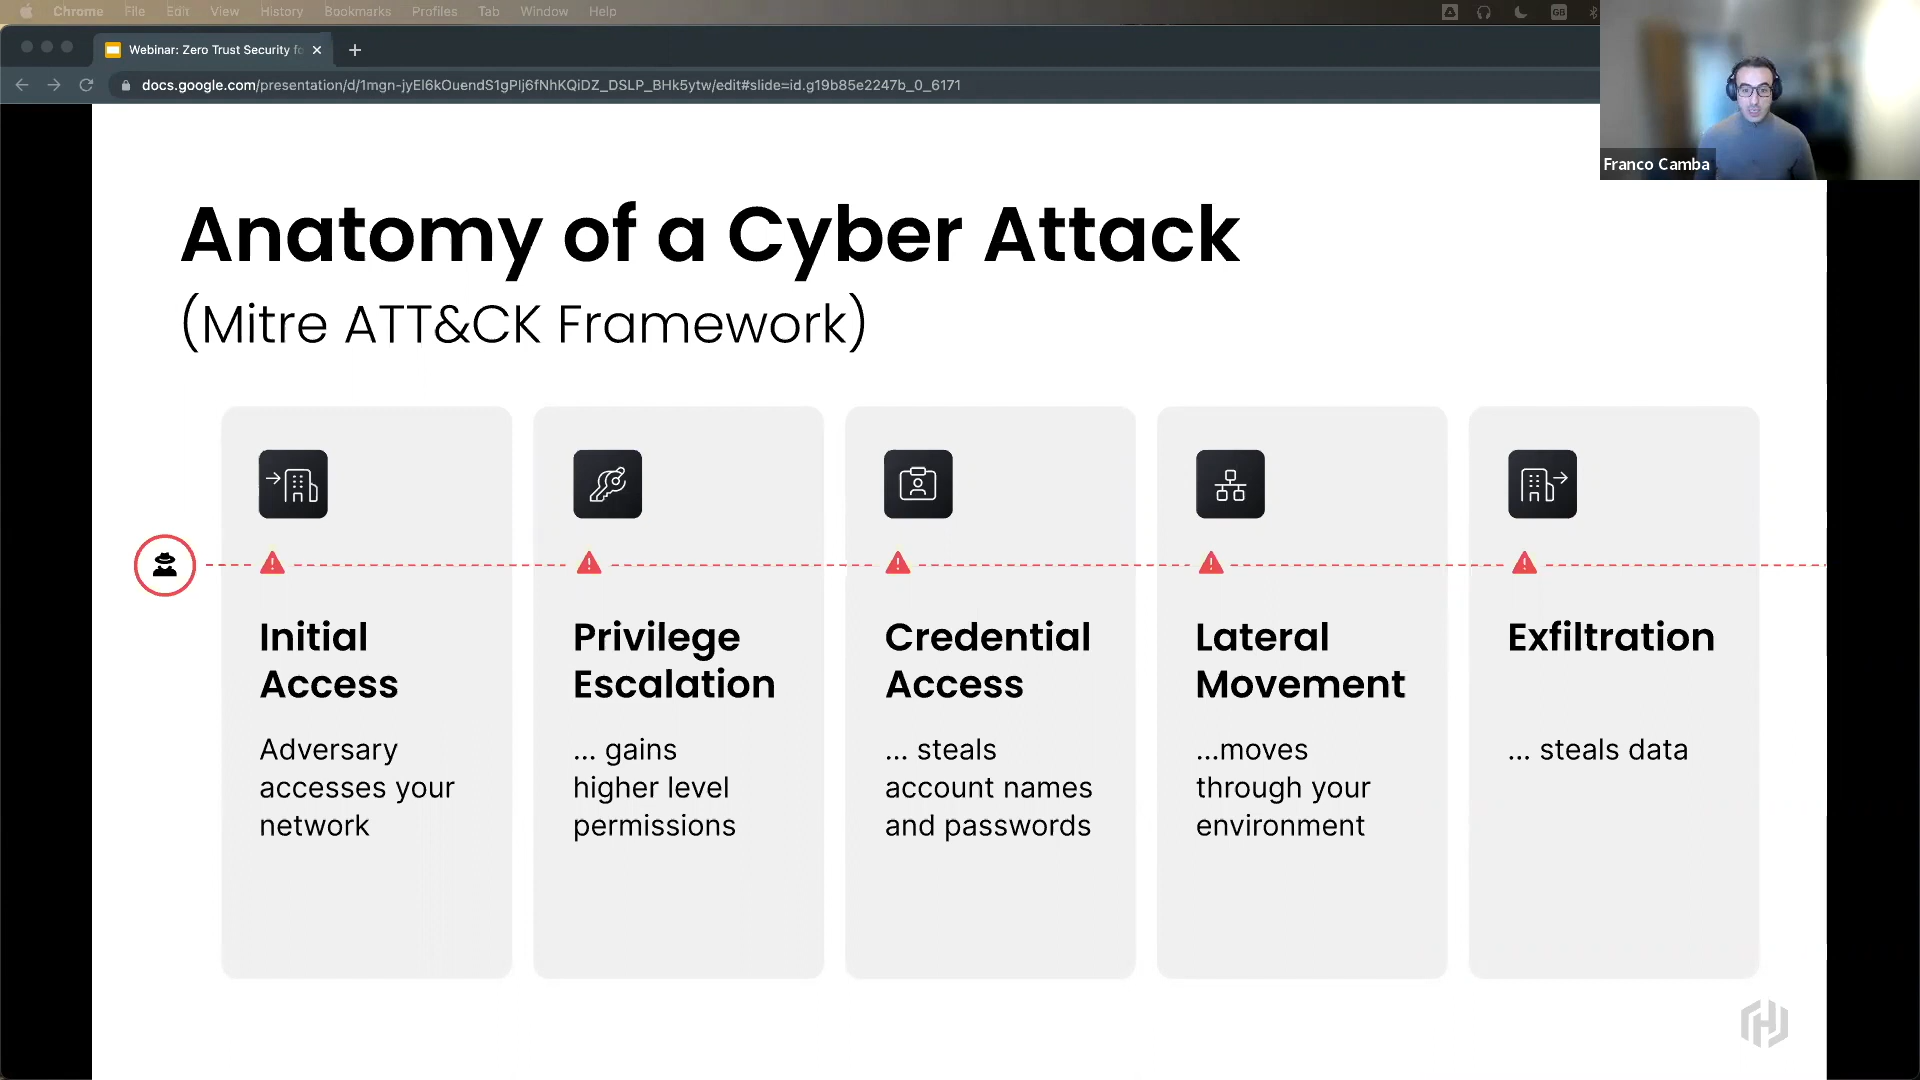 Chrome File Edit View History Bookmarks Profiles Tab Window Help
GB
Webinar: Zero Trust Security fo
docs.google.com/presentation/d/1mgn-jyEl6kOuendS1gPlj6fNhKQiDZ_DSLP_BHk5ytw/edit#slide=id.g19b85e2247b_0_6171
Franco Camba
Anatomy of a Cyber Attack
(Mitre ATT&CK Framework)
Initial
Access
Adversary
accesses your
network
Privilege
Escalation
... gains
higher level
permissions
Credential
Access
... steals
account names
and passwords
Lateral
Movement
...moves
through your
environment
Exfiltration
... steals data